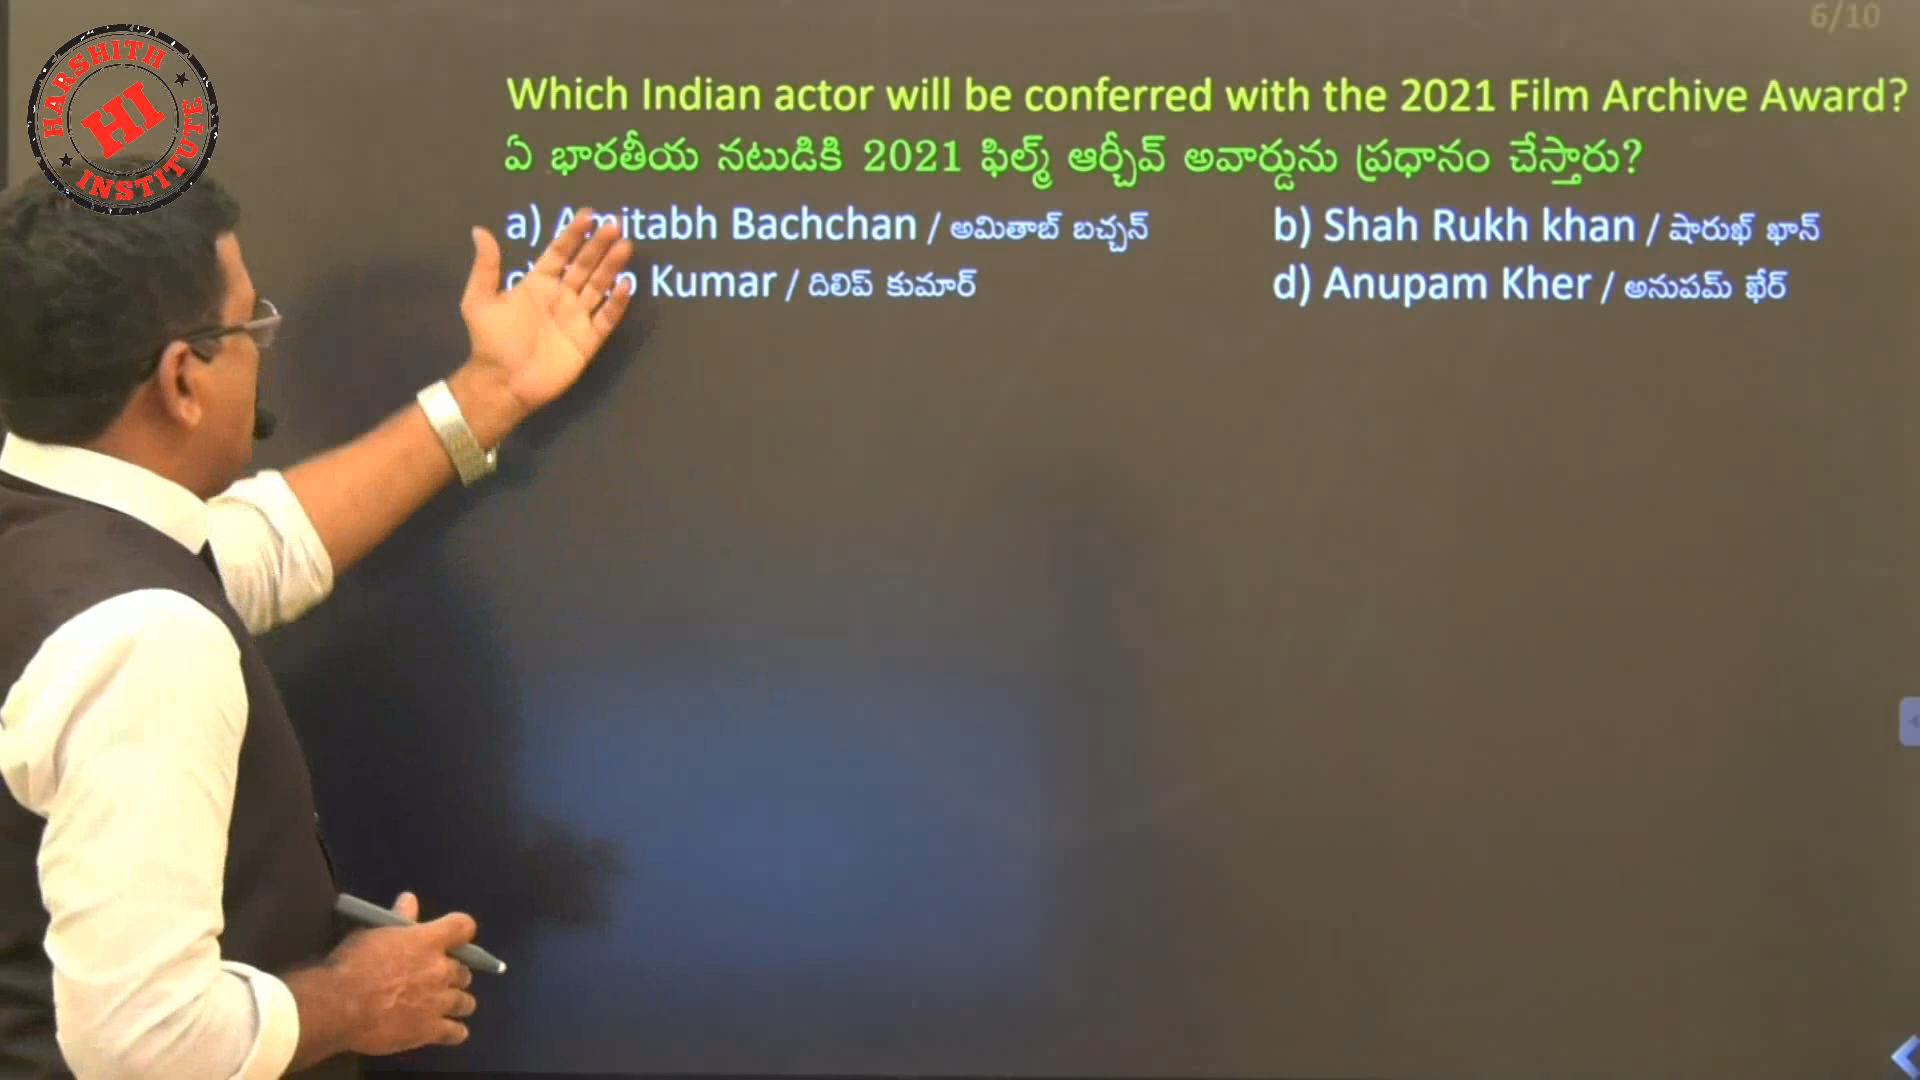 HARSHITH
HI
INSTITUTE
6/10
Which Indian actor will be conferred with the 2021 Film Archive Award?
ఏ భారతీయ నటుడికి 2021 ఫిల్మ్ ఆర్చీవ్ అవార్డును ప్రధానం చేస్తారు?
a) Amitabh Bachchan / అమితాబ్ బచ్చన్ b) Shah Rukh khan / షారుఖ్ ఖాన్
Kumar / దిలిప్ కుమార్ d) Anupam Kher / అనుపమ్ ఖేర్